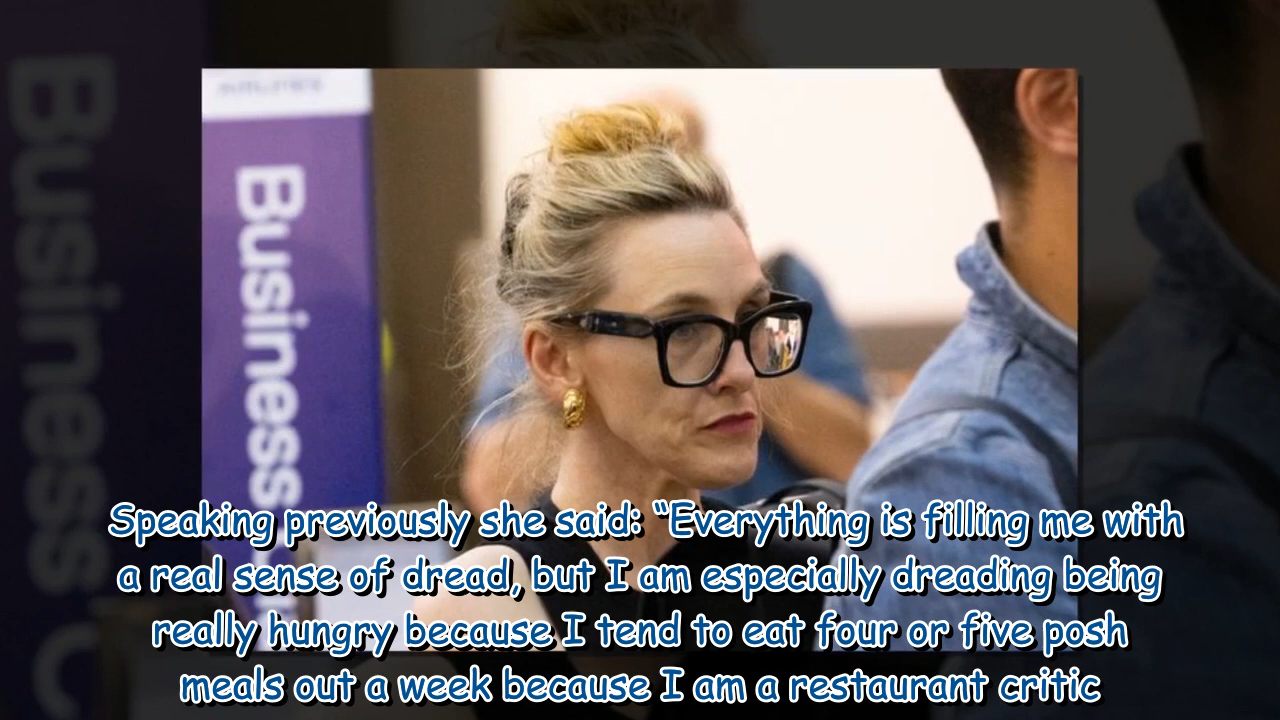 Business
Speaking previously she said: “Everything is filling me with
a real sense of dread, but I am especially dreading being
really hungry because I tend to eat four or five posh
meals out a week because I am a restaurant critic